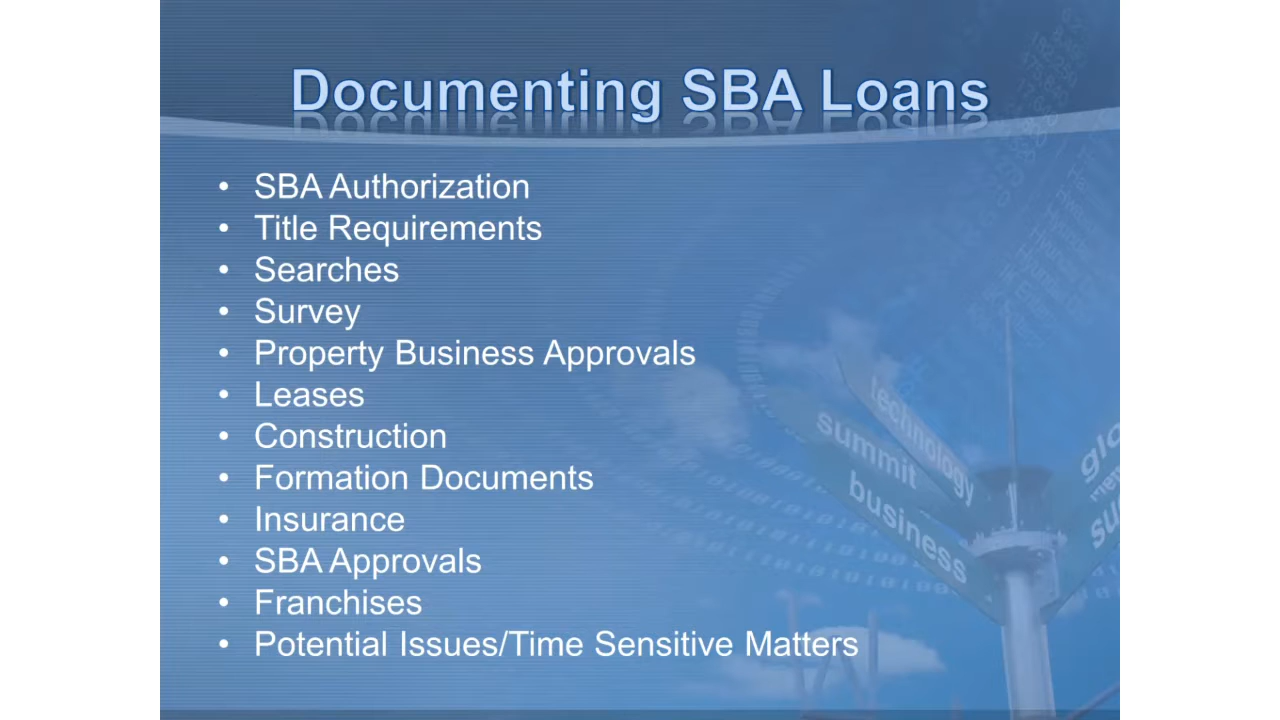 Documenting SBA Loans
• SBA Authorization
• Title Requirements
• Searches
• Survey
• Property Business Approvals
• Leases
• Construction
• Formation Documents
• Insurance
• SBA Approvals
• Franchises
• Potential Issues/Time Sensitive Matters
technology
summit
business